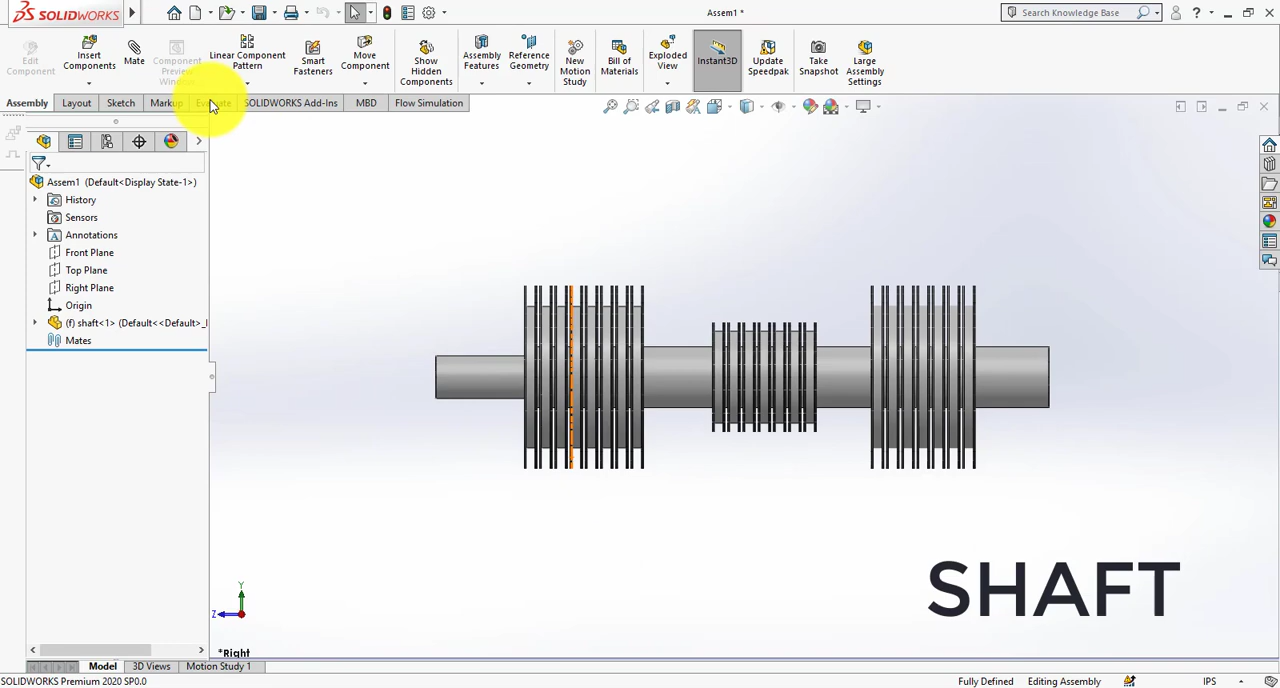 SOLIDWORKS
Assem1 *
Search Knowledge Base
Edit Component
Insert Components
Mate
Component Preview Window
Linear Component Pattern
Smart Fasteners
Move Component
Show Hidden Components
Assembly Features
Reference Geometry
New Motion Study
Bill of Materials
Exploded View
Instant3D
Update Speedpak
Take Snapshot
Large Assembly Settings
Assembly Layout Sketch Markup Evaluate SOLIDWORKS Add-Ins MBD Flow Simulation
Assem1 (Default<Display State-1>)
History
Sensors
Annotations
Front Plane
Top Plane
Right Plane
Origin
(f) shaft<1> (Default<<Default>_
Mates
SHAFT
Y
Z
*Right
Model 3D Views Motion Study 1
SOLIDWORKS Premium 2020 SP0.0
Fully Defined Editing Assembly IPS